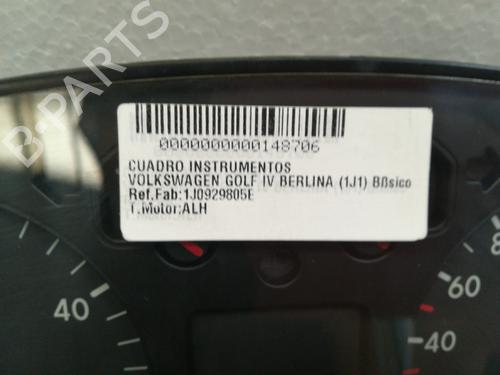 B-PARTS
0000000000148706
CUADRO INSTRUMENTOS
VOLKSWAGEN GOLF IV BERLINA (1J1) Bßsico
Ref.Fab:1J0929805E
T.Motor:ALH
40
60
40